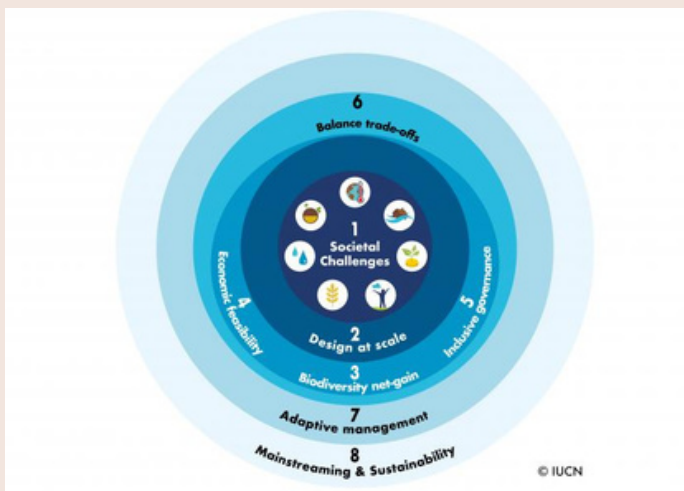 6
Balance trade-offs
1
Societal
Challenges
4
Economic feasibility
5
Inclusive governance
2
Design at scale
3
Biodiversity net-gain
7
Adaptive management
8
Mainstreaming & Sustainability
© IUCN